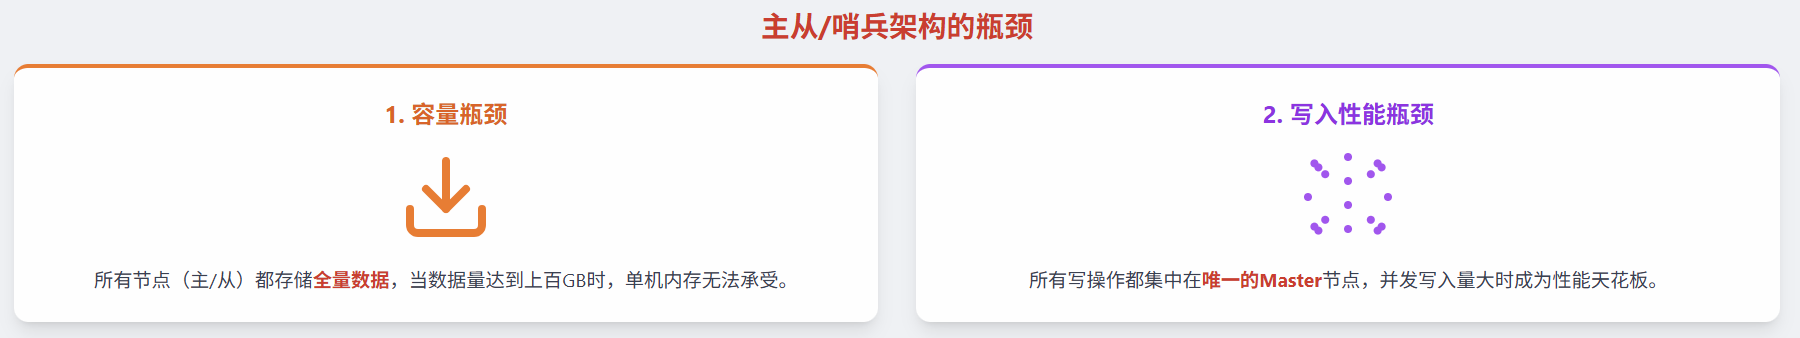 主从/哨兵架构的瓶颈
1. 容量瓶颈
所有节点（主/从）都存储全量数据，当数据量达到上百GB时，单机内存无法承受。
2. 写入性能瓶颈
所有写操作都集中在唯一的Master节点，并发写入量大时成为性能天花板。